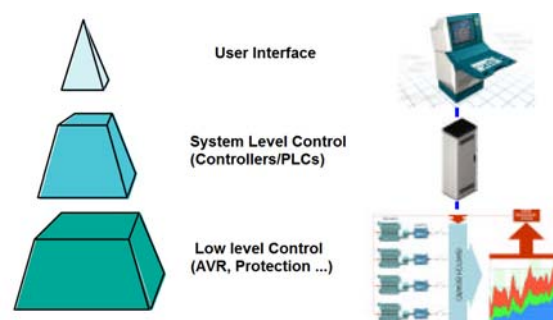 User Interface
System Level Control
(Controllers/PLCs)
Low level Control
(AVR, Protection ...)